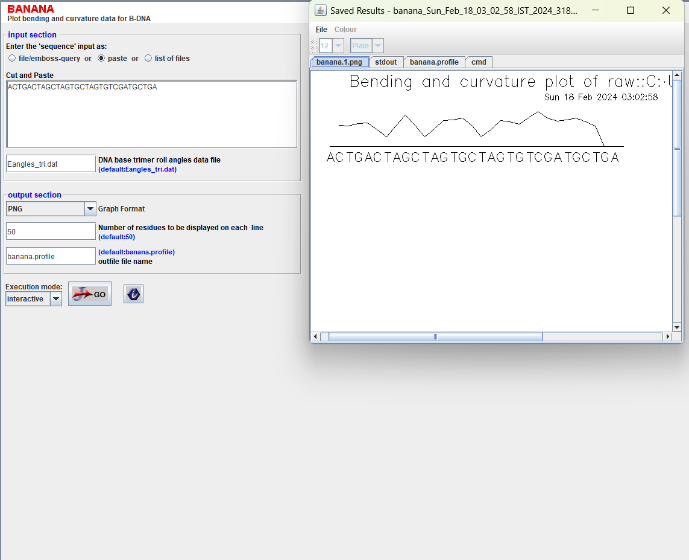 BANANA
Plot bending and curvature data for B-DNA
input section
Enter the 'sequence' input as:
file/emboss-query or paste or list of files
Cut and Paste
ACTGACTAGCTAGTGCTAGTGTCGATGCTGA
Eangles_tri.dat
DNA base trimer roll angles data file
(default:Eangles_tri.dat)
output section
PNG
Graph Format
50
Number of residues to be displayed on each line
(default:50)
banana.profile
(default:banana.profile)
outfile file name
Execution mode:
interactive
GO
Saved Results - banana_Sun_Feb_18_03_02_58_IST_2024_318...
File Colour
12 Plain
banana.1.png stdout banana.profile cmd
Bending and curvature plot of raw::C:
Sun 18 Feb 2024 03:02:58
ACTGACTAGCTAGTGCTAGTGTCGATGCTGA